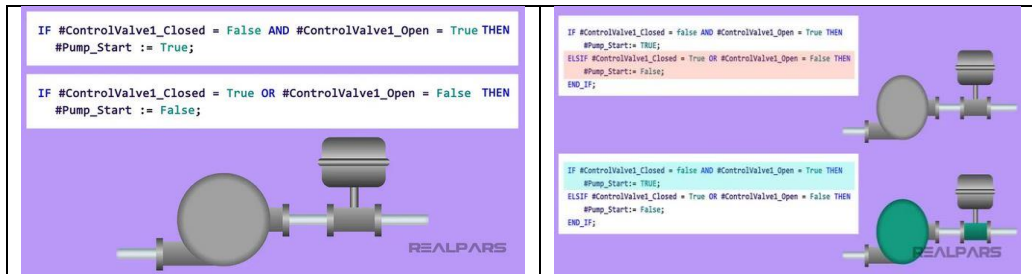 IF #ControlValve1_Closed = False AND #ControlValve1_Open = True THEN
#Pump_Start := True;
IF #ControlValve1_Closed = True OR #ControlValve1_Open = False THEN
#Pump_Start := False;
REALPARS
IF #ControlValve1_Closed = false AND #ControlValve1_Open = True THEN
#Pump_Start:= TRUE;
ELSIF #ControlValve1_Closed = True OR #ControlValve1_Open = False THEN
#Pump_Start:= False;
END_IF;
IF #ControlValve1_Closed = false AND #ControlValve1_Open = True THEN
#Pump_Start:= TRUE;
ELSIF #ControlValve1_Closed = True OR #ControlValve1_Open = False THEN
#Pump_Start:= False;
END_IF;
REALPARS